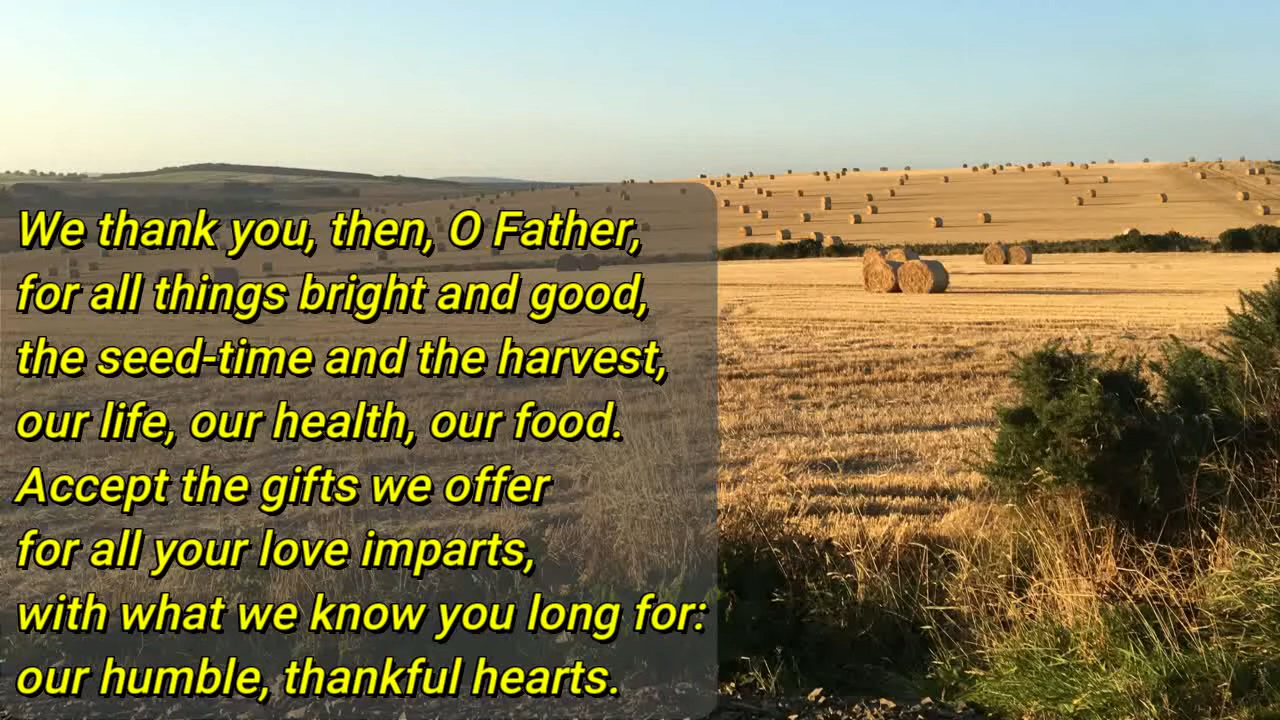 We thank you, then, O Father,
for all things bright and good,
the seed-time and the harvest,
our life, our health, our food.
Accept the gifts we offer
for all your love imparts,
with what we know you long for:
our humble, thankful hearts.